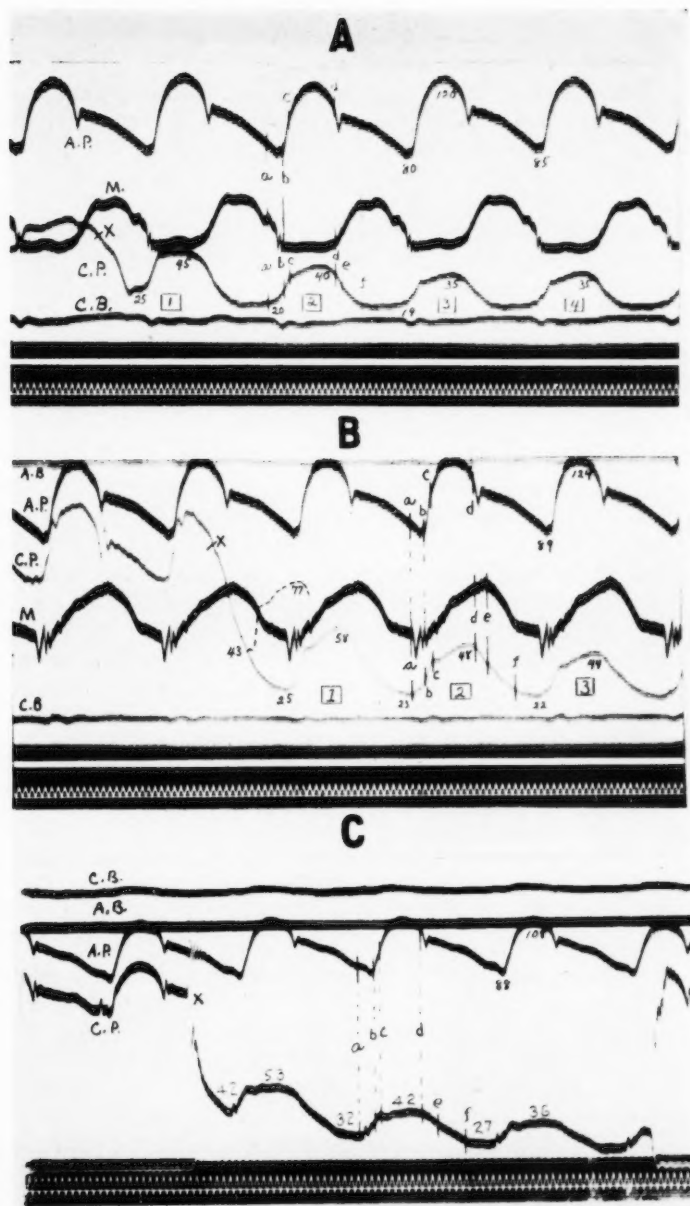 A
c d 120
A.P. 80 85
a b
M.
X
C.P. 45 a b c 40 d e f 35 35
25 1 20 2 19 3 4
C.B.
B
A.B c 124
A.P. a b d 89
C.P. X
M 77 d e
43 58 a c 48 f 44
25 1 23 b 2 22 3
C.B
C
C.B.
A.B.
A.P. 108
X b c 88
C.P. a d
53
42 42 e 36
32 f 27